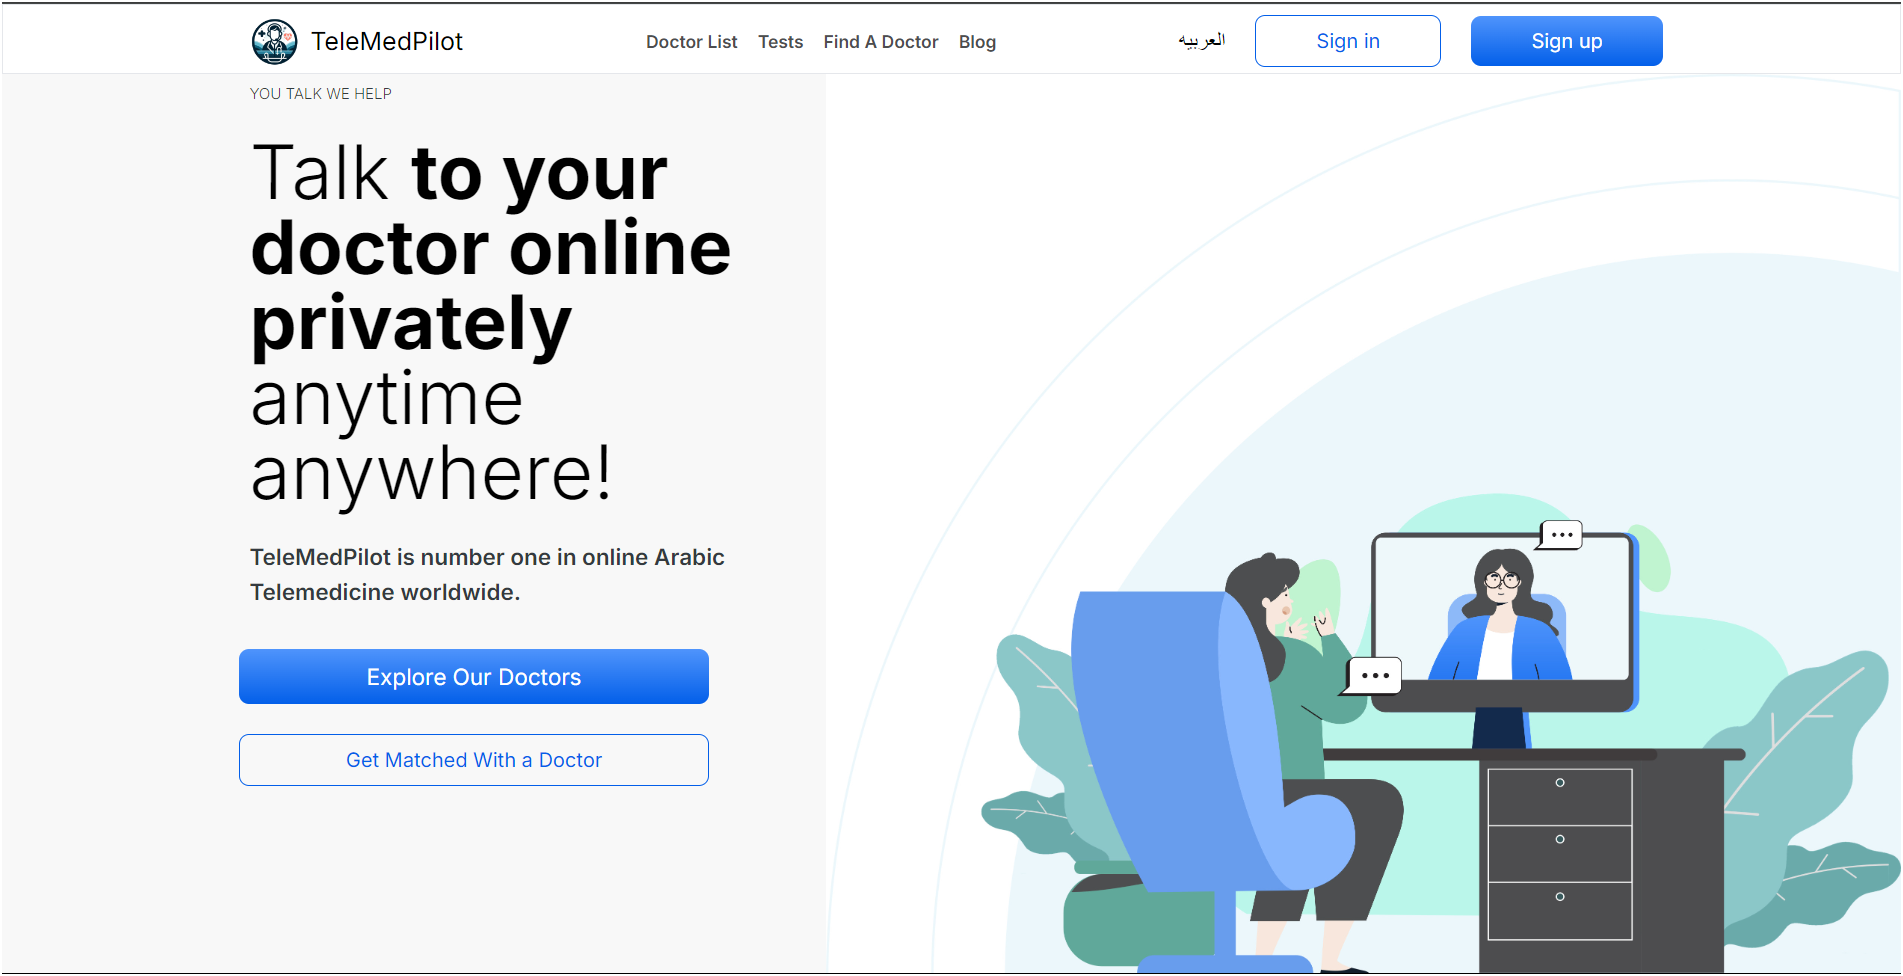 TeleMedPilot
Doctor List Tests Find A Doctor Blog
العربيه
Sign in
Sign up
YOU TALK WE HELP
Talk to your
doctor online
privately
anytime
anywhere!
TeleMedPilot is number one in online Arabic
Telemedicine worldwide.
Explore Our Doctors
Get Matched With a Doctor